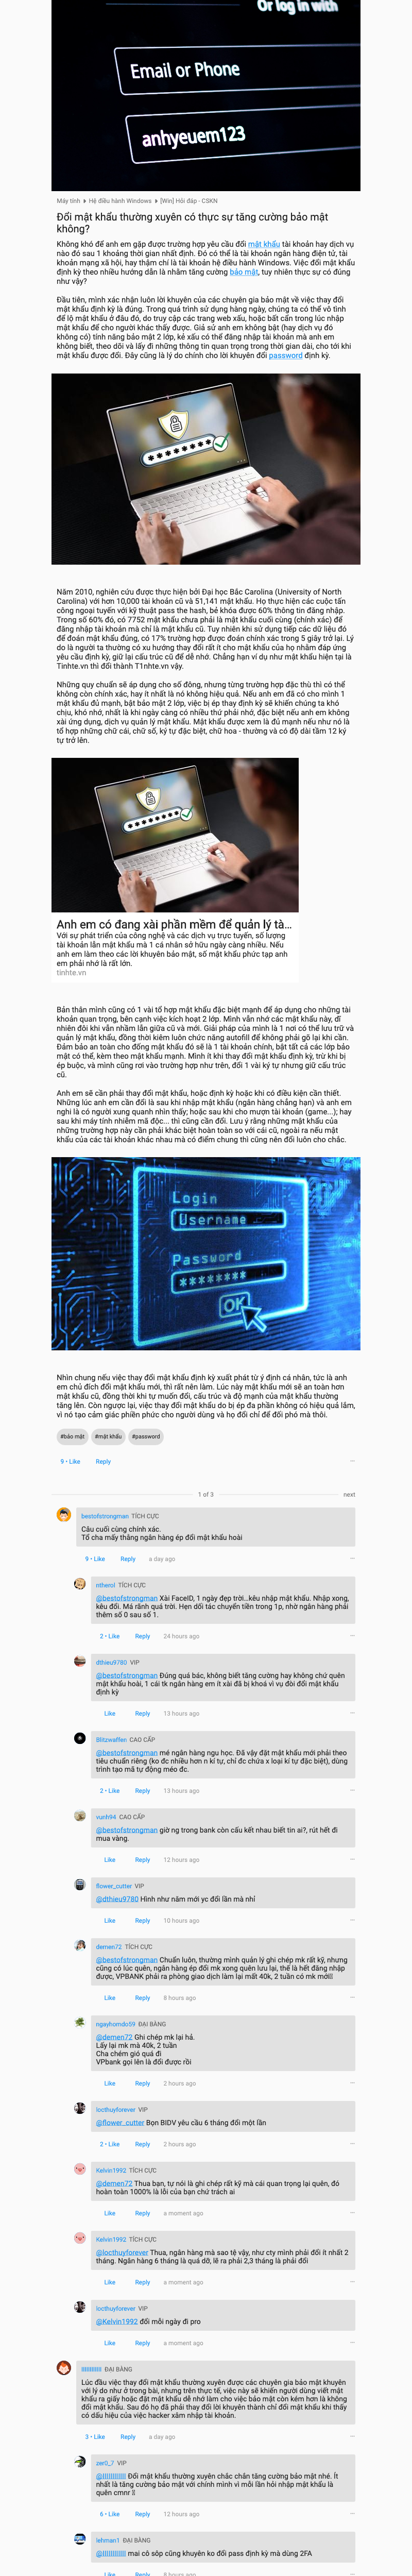 Or log in with
Email or Phone
anhyeuem123
Máy tính ▸ Hệ điều hành Windows ▸ [Win] Hỏi đáp - CSKN
Đổi mật khẩu thường xuyên có thực sự tăng cường bảo mật
không?
Không khó để anh em gặp được trường hợp yêu cầu đổi mật khẩu tài khoản hay dịch vụ
nào đó sau 1 khoảng thời gian nhất định. Đó có thể là tài khoản ngân hàng điện tử, tài
khoản mạng xã hội, hay thậm chí là tài khoản hệ điều hành Windows. Việc đổi mật khẩu
định kỳ theo nhiều hướng dẫn là nhằm tăng cường bảo mật, tuy nhiên thực sự có đúng
như vậy?
Đầu tiên, mình xác nhận luôn lời khuyên của các chuyên gia bảo mật về việc thay đổi
mật khẩu định kỳ là đúng. Trong quá trình sử dụng hàng ngày, chúng ta có thể vô tình
để lộ mật khẩu ở đâu đó, do truy cập các trang web xấu, hoặc bất cẩn trong lúc nhập
mật khẩu để cho người khác thấy được. Giả sử anh em không bật (hay dịch vụ đó
không có) tính năng bảo mật 2 lớp, kẻ xấu có thể đăng nhập tài khoản mà anh em
không biết, theo dõi và lấy đi những thông tin quan trọng trong thời gian dài, cho tới khi
mật khẩu được đổi. Đây cũng là lý do chính cho lời khuyên đổi password định kỳ.
Năm 2010, nghiên cứu được thực hiện bởi Đại học Bắc Carolina (University of North
Carolina) với hơn 10,000 tài khoản cũ và 51,141 mật khẩu. Họ thực hiện các cuộc tấn
công ngoại tuyến với kỹ thuật pass the hash, bẻ khóa được 60% thông tin đăng nhập.
Trong số 60% đó, có 7752 mật khẩu chưa phải là mật khẩu cuối cùng (chính xác) để
đăng nhập tài khoản mà chỉ là mật khẩu cũ. Tuy nhiên khi sử dụng tiếp các dữ liệu đó
để đoán mật khẩu đúng, có 17% trường hợp được đoán chính xác trong 5 giây trở lại. Lý
do là người ta thường có xu hướng thay đổi rất ít cho mật khẩu của họ nhằm đáp ứng
yêu cầu định kỳ, giữ lại cấu trúc cũ để dễ nhớ. Chẳng hạn ví dụ như mật khẩu hiện tại là
Tinhte.vn thì đổi thành T1nhte.vn vậy.
Những quy chuẩn sẽ áp dụng cho số đông, nhưng từng trường hợp đặc thù thì có thể
không còn chính xác, hay ít nhất là nó không hiệu quả. Nếu anh em đã có cho mình 1
mật khẩu đủ mạnh, bật bảo mật 2 lớp, việc bị ép thay định kỳ sẽ khiến chúng ta khó
chịu, khó nhớ, nhất là khi ngày càng có nhiều thứ phải nhớ, đặc biệt nếu anh em không
xài ứng dụng, dịch vụ quản lý mật khẩu. Mật khẩu được xem là đủ mạnh nếu như nó là
tổ hợp những chữ cái, chữ số, ký tự đặc biệt, chữ hoa - thường và có độ dài tầm 12 ký
tự trở lên.
Anh em có đang xài phần mềm để quản lý tà...
Với sự phát triển của công nghệ và các dịch vụ trực tuyến, số lượng
tài khoản lẫn mật khẩu mà 1 cá nhân sở hữu ngày càng nhiều. Nếu
anh em làm theo các lời khuyên bảo mật, số mật khẩu phức tạp anh
em phải nhớ là rất lớn.
tinhte.vn
Bản thân mình cũng có 1 vài tổ hợp mật khẩu đặc biệt mạnh để áp dụng cho những tài
khoản quan trọng, bên cạnh việc kích hoạt 2 lớp. Mình vẫn nhớ các mật khẩu này, dĩ
nhiên đôi khi vẫn nhầm lẫn giữa cũ và mới. Giải pháp của mình là 1 nơi có thể lưu trữ và
quản lý mật khẩu, đồng thời kiêm luôn chức năng autofill để không phải gõ lại khi cần.
Đảm bảo an toàn cho đống mật khẩu đó sẽ là 1 tài khoản chính, bật tất cả các lớp bảo
mật có thể, kèm theo mật khẩu mạnh. Mình ít khi thay đổi mật khẩu định kỳ, trừ khi bị
ép buộc, và mình cũng rơi vào trường hợp như trên, đổi 1 vài ký tự nhưng giữ cấu trúc
cũ.
Anh em sẽ cần phải thay đổi mật khẩu, hoặc định kỳ hoặc khi có điều kiện cần thiết.
Những lúc anh em cần đổi là sau khi nhập mật khẩu (ngân hàng chẳng hạn) và anh em
nghi là có người xung quanh nhìn thấy; hoặc sau khi cho mượn tài khoản (game...); hay
sau khi máy tính nhiễm mã độc... thì cũng cần đổi. Lưu ý rằng những mật khẩu của
những trường hợp này cần phải khác biệt hoàn toàn so với cái cũ, ngoài ra nếu mật
khẩu của các tài khoản khác nhau mà có điểm chung thì cũng nên đổi luôn cho chắc.
Login
Username
Password
********
OK
Nhìn chung nếu việc thay đổi mật khẩu định kỳ xuất phát từ ý định cá nhân, tức là anh
em chủ đích đổi mật khẩu mới, thì rất nên làm. Lúc này mật khẩu mới sẽ an toàn hơn
mật khẩu cũ, đồng thời khi tự muốn đổi, cấu trúc và độ mạnh của mật khẩu thường
tăng lên. Còn ngược lại, việc thay đổi mật khẩu do bị ép đa phần không có hiệu quả lắm,
vì nó tạo cảm giác phiền phức cho người dùng và họ đổi chỉ để đối phó mà thôi.
#bảo mật #mật khẩu #password
9 • Like Reply
1 of 3 next
bestofstrongman TÍCH CỰC
Câu cuối cùng chính xác.
Tổ cha mấy thằng ngân hàng ép đổi mật khẩu hoài
9 • Like Reply a day ago
ntherol TÍCH CỰC
@bestofstrongman Xài FaceID, 1 ngày đẹp trời...kêu nhập mật khẩu. Nhập xong,
kêu đổi. Má rảnh quá trời. Hẹn đối tác chuyển tiền trong 1p, nhờ ngân hàng phải
thêm số 0 sau số 1.
2 • Like Reply 24 hours ago
dthieu9780 VIP
@bestofstrongman Đúng quá bác, không biết tăng cường hay không chứ quên
mật khẩu hoài, 1 cái tk ngân hàng em ít xài đã bị khoá vì vụ đòi đổi mật khẩu
định kỳ
Like Reply 13 hours ago
Blitzwaffen CAO CẤP
@bestofstrongman mé ngân hàng ngu học. Đã vậy đặt mật khẩu mới phải theo
tiêu chuẩn riêng (ko đc nhiều hơn n kí tự, chỉ đc chứa x loại kí tự đặc biệt), dùng
trình tạo mã tự động méo đc.
2 • Like Reply 13 hours ago
vunh94 CAO CẤP
@bestofstrongman giờ ng trong bank còn cấu kết nhau biết tin ai?, rút hết đi
mua vàng.
Like Reply 12 hours ago
flower_cutter VIP
@dthieu9780 Hình như năm mới yc đổi lần mà nhỉ
Like Reply 10 hours ago
demen72 TÍCH CỰC
@bestofstrongman Chuẩn luôn, thường mình quản lý ghi chép mk rất kỹ, nhưng
cũng có lúc quên, ngân hàng ép đổi mk xong quên lưu lại, thế là hết đăng nhập
được, VPBANK phải ra phòng giao dịch làm lại mất 40k, 2 tuần có mk mớilI
Like Reply 8 hours ago
ngayhomdo59 ĐẠI BÀNG
@demen72 Ghi chép mk lại hả.
Lấy lại mk mà 40k, 2 tuần
Cha chém gió quá đi
VPbank gọi lên là đổi được rồi
Like Reply 2 hours ago
locthuyforever VIP
@flower_cutter Bọn BIDV yêu cầu 6 tháng đổi một lần
2 • Like Reply 2 hours ago
Kelvin1992 TÍCH CỰC
@demen72 Thua bạn, tự nói là ghi chép rất kỹ mà cái quan trọng lại quên, đó
hoàn toàn 1000% là lỗi của bạn chứ trách ai
Like Reply a moment ago
Kelvin1992 TÍCH CỰC
@locthuyforever Thua, ngân hàng mà sao tệ vậy, như cty mình phải đổi ít nhất 2
tháng. Ngân hàng 6 tháng là quá dỡ, lẽ ra phải 2,3 tháng là phải đổi
Like Reply a moment ago
locthuyforever VIP
@Kelvin1992 đổi mỗi ngày đi pro
Like Reply a moment ago
llllllllllllll ĐẠI BÀNG
Lúc đầu việc thay đổi mật khẩu thường xuyên được các chuyên gia bảo mật khuyên
với lý do như ở trong bài, nhưng trên thực tế, việc này sẽ khiến người dùng viết mật
khẩu ra giấy hoặc đặt mật khẩu dễ nhớ làm cho việc bảo mật còn kém hơn là không
đổi mật khẩu. Sau đó họ đã phải thay đổi lời khuyên thành chỉ đổi mật khẩu khi thấy
có dấu hiệu của việc hacker xâm nhập tài khoản.
3 • Like Reply a day ago
zer0_7 VIP
@llllllllllllll Đổi mật khẩu thường xuyên chắc chắn tăng cường bảo mật nhé. Ít
nhất là tăng cường bảo mật với chính mình vì mỗi lần hỏi nhập mật khẩu là
quên cmnr
6 • Like Reply 12 hours ago
lehman1 ĐẠI BÀNG
@llllllllllllll mai cô sôp cũng khuyên ko đổi pass định kỳ mà dùng 2FA
Like Reply 8 hours ago